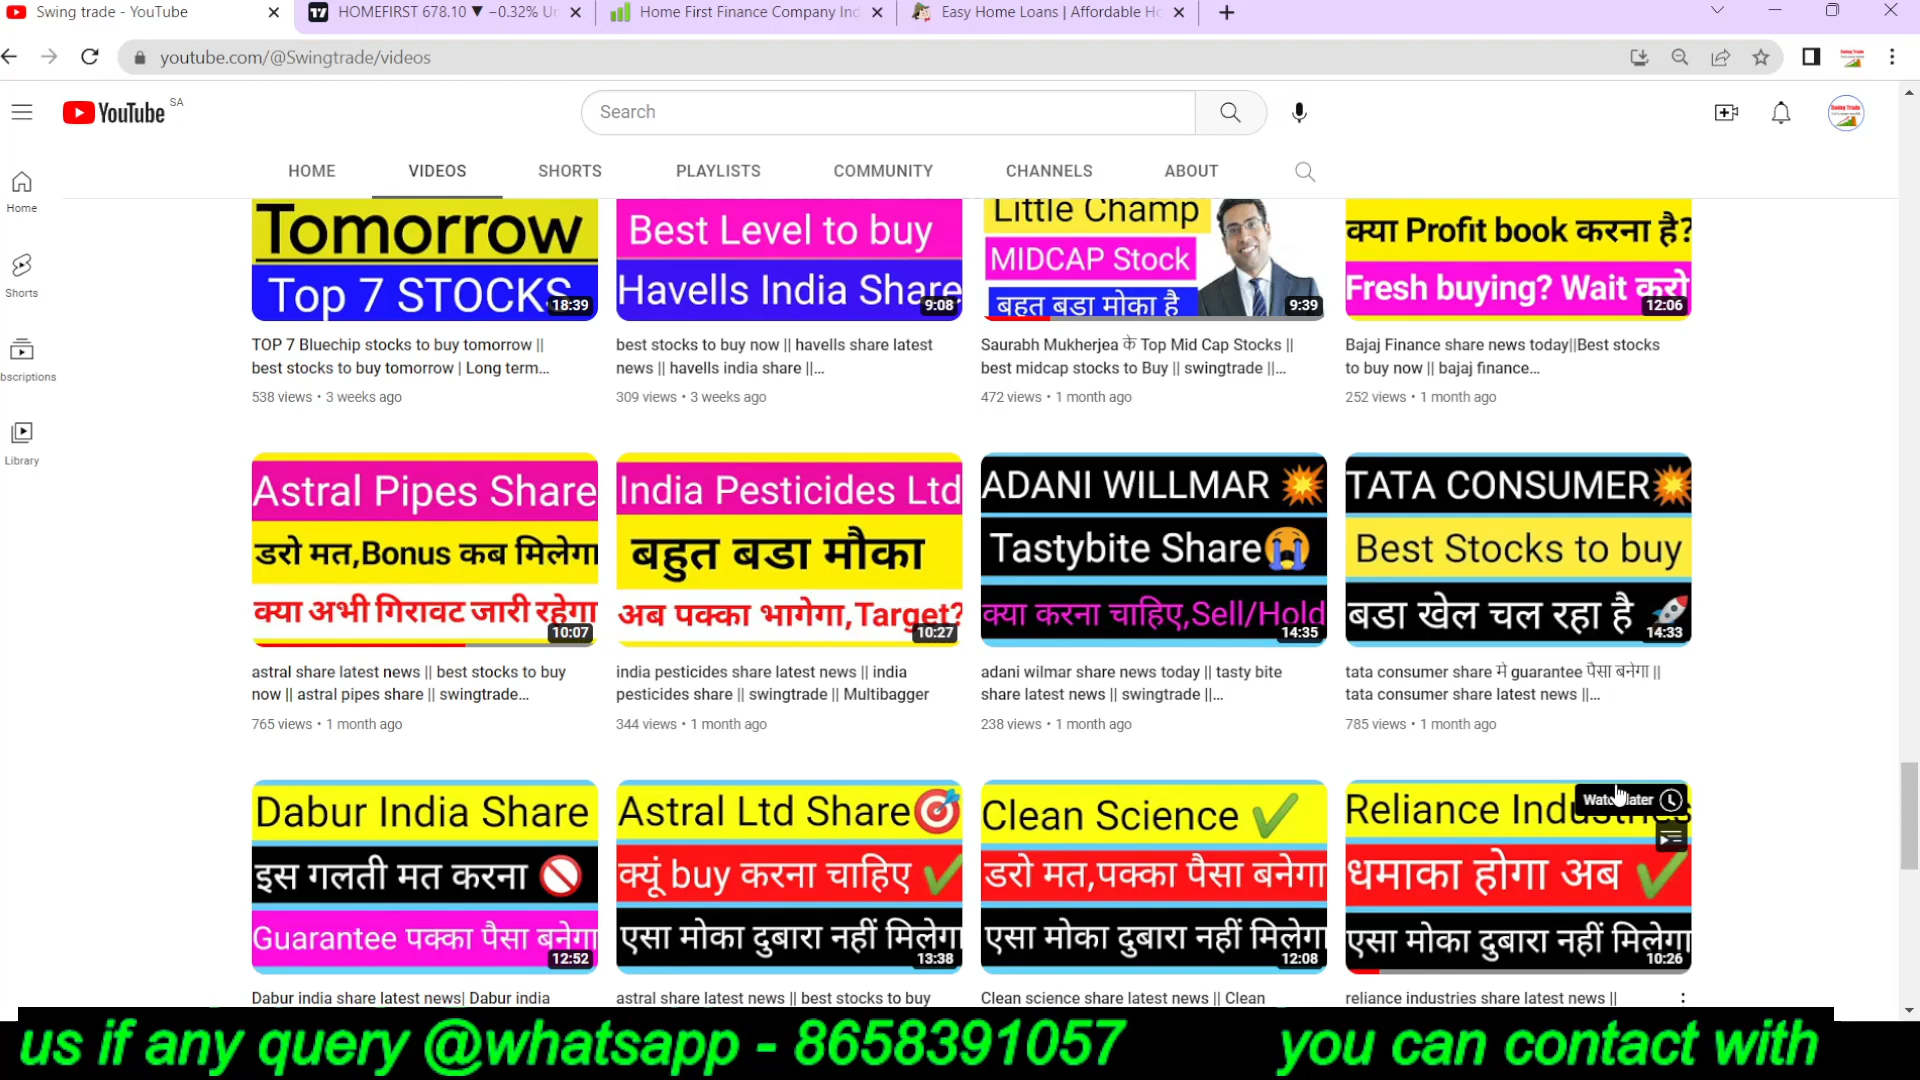 Swing trade - YouTube
HOMEFIRST 678.10 ▼ −0.32% Un
Home First Finance Company Ind
Easy Home Loans | Affordable Ho
youtube.com/@Swingtrade/videos
YouTube SA
Search
HOME VIDEOS SHORTS PLAYLISTS COMMUNITY CHANNELS ABOUT
Home
Shorts
bscriptions
Library
Tomorrow
Top 7 STOCKS
18:39
TOP 7 Bluechip stocks to buy tomorrow ||
best stocks to buy tomorrow | Long term...
538 views • 3 weeks ago
Best Level to buy
Havells India Share
9:08
best stocks to buy now || havells share latest
news || havells india share ||...
309 views • 3 weeks ago
Little Champ
MIDCAP Stock
बहुत बडा मोका है
9:39
Saurabh Mukherjea के Top Mid Cap Stocks ||
best midcap stocks to Buy || swingtrade ||...
472 views • 1 month ago
क्या Profit book करना है?
Fresh buying? Wait करो
12:06
Bajaj Finance share news today||Best stocks
to buy now || bajaj finance...
252 views • 1 month ago
Astral Pipes Share
डरो मत,Bonus कब मिलेगा
क्या अभी गिरावट जारी रहेगा
10:07
astral share latest news || best stocks to buy
now || astral pipes share || swingtrade...
765 views • 1 month ago
India Pesticides Ltd
बहुत बडा मौका
अब पक्का भागेगा,Target?
10:27
india pesticides share latest news || india
pesticides share || swingtrade || Multibagger
344 views • 1 month ago
ADANI WILLMAR 💥
Tastybite Share😭
क्या करना चाहिए,Sell/Hold
14:35
adani wilmar share news today || tasty bite
share latest news || swingtrade ||...
238 views • 1 month ago
TATA CONSUMER💥
Best Stocks to buy
बडा खेल चल रहा है 🚀
14:33
tata consumer share मे guarantee पैसा बनेगा ||
tata consumer share latest news ||...
785 views • 1 month ago
Dabur India Share
इस गलती मत करना 🚫
Guarantee पक्का पैसा बनेगा
12:52
Dabur india share latest news| Dabur india
Astral Ltd Share🎯
क्यूं buy करना चाहिए ✔
एसा मोका दुबारा नहीं मिलेगा
13:38
astral share latest news || best stocks to buy
Clean Science ✔
डरो मत,पक्का पैसा बनेगा
एसा मोका दुबारा नहीं मिलेगा
12:08
Clean science share latest news || Clean
Reliance Industries
Watch later
धमाका होगा अब ✔
एसा मोका दुबारा नहीं मिलेगा
10:26
reliance industries share latest news ||
us if any query @whatsapp - 8658391057 you can contact with